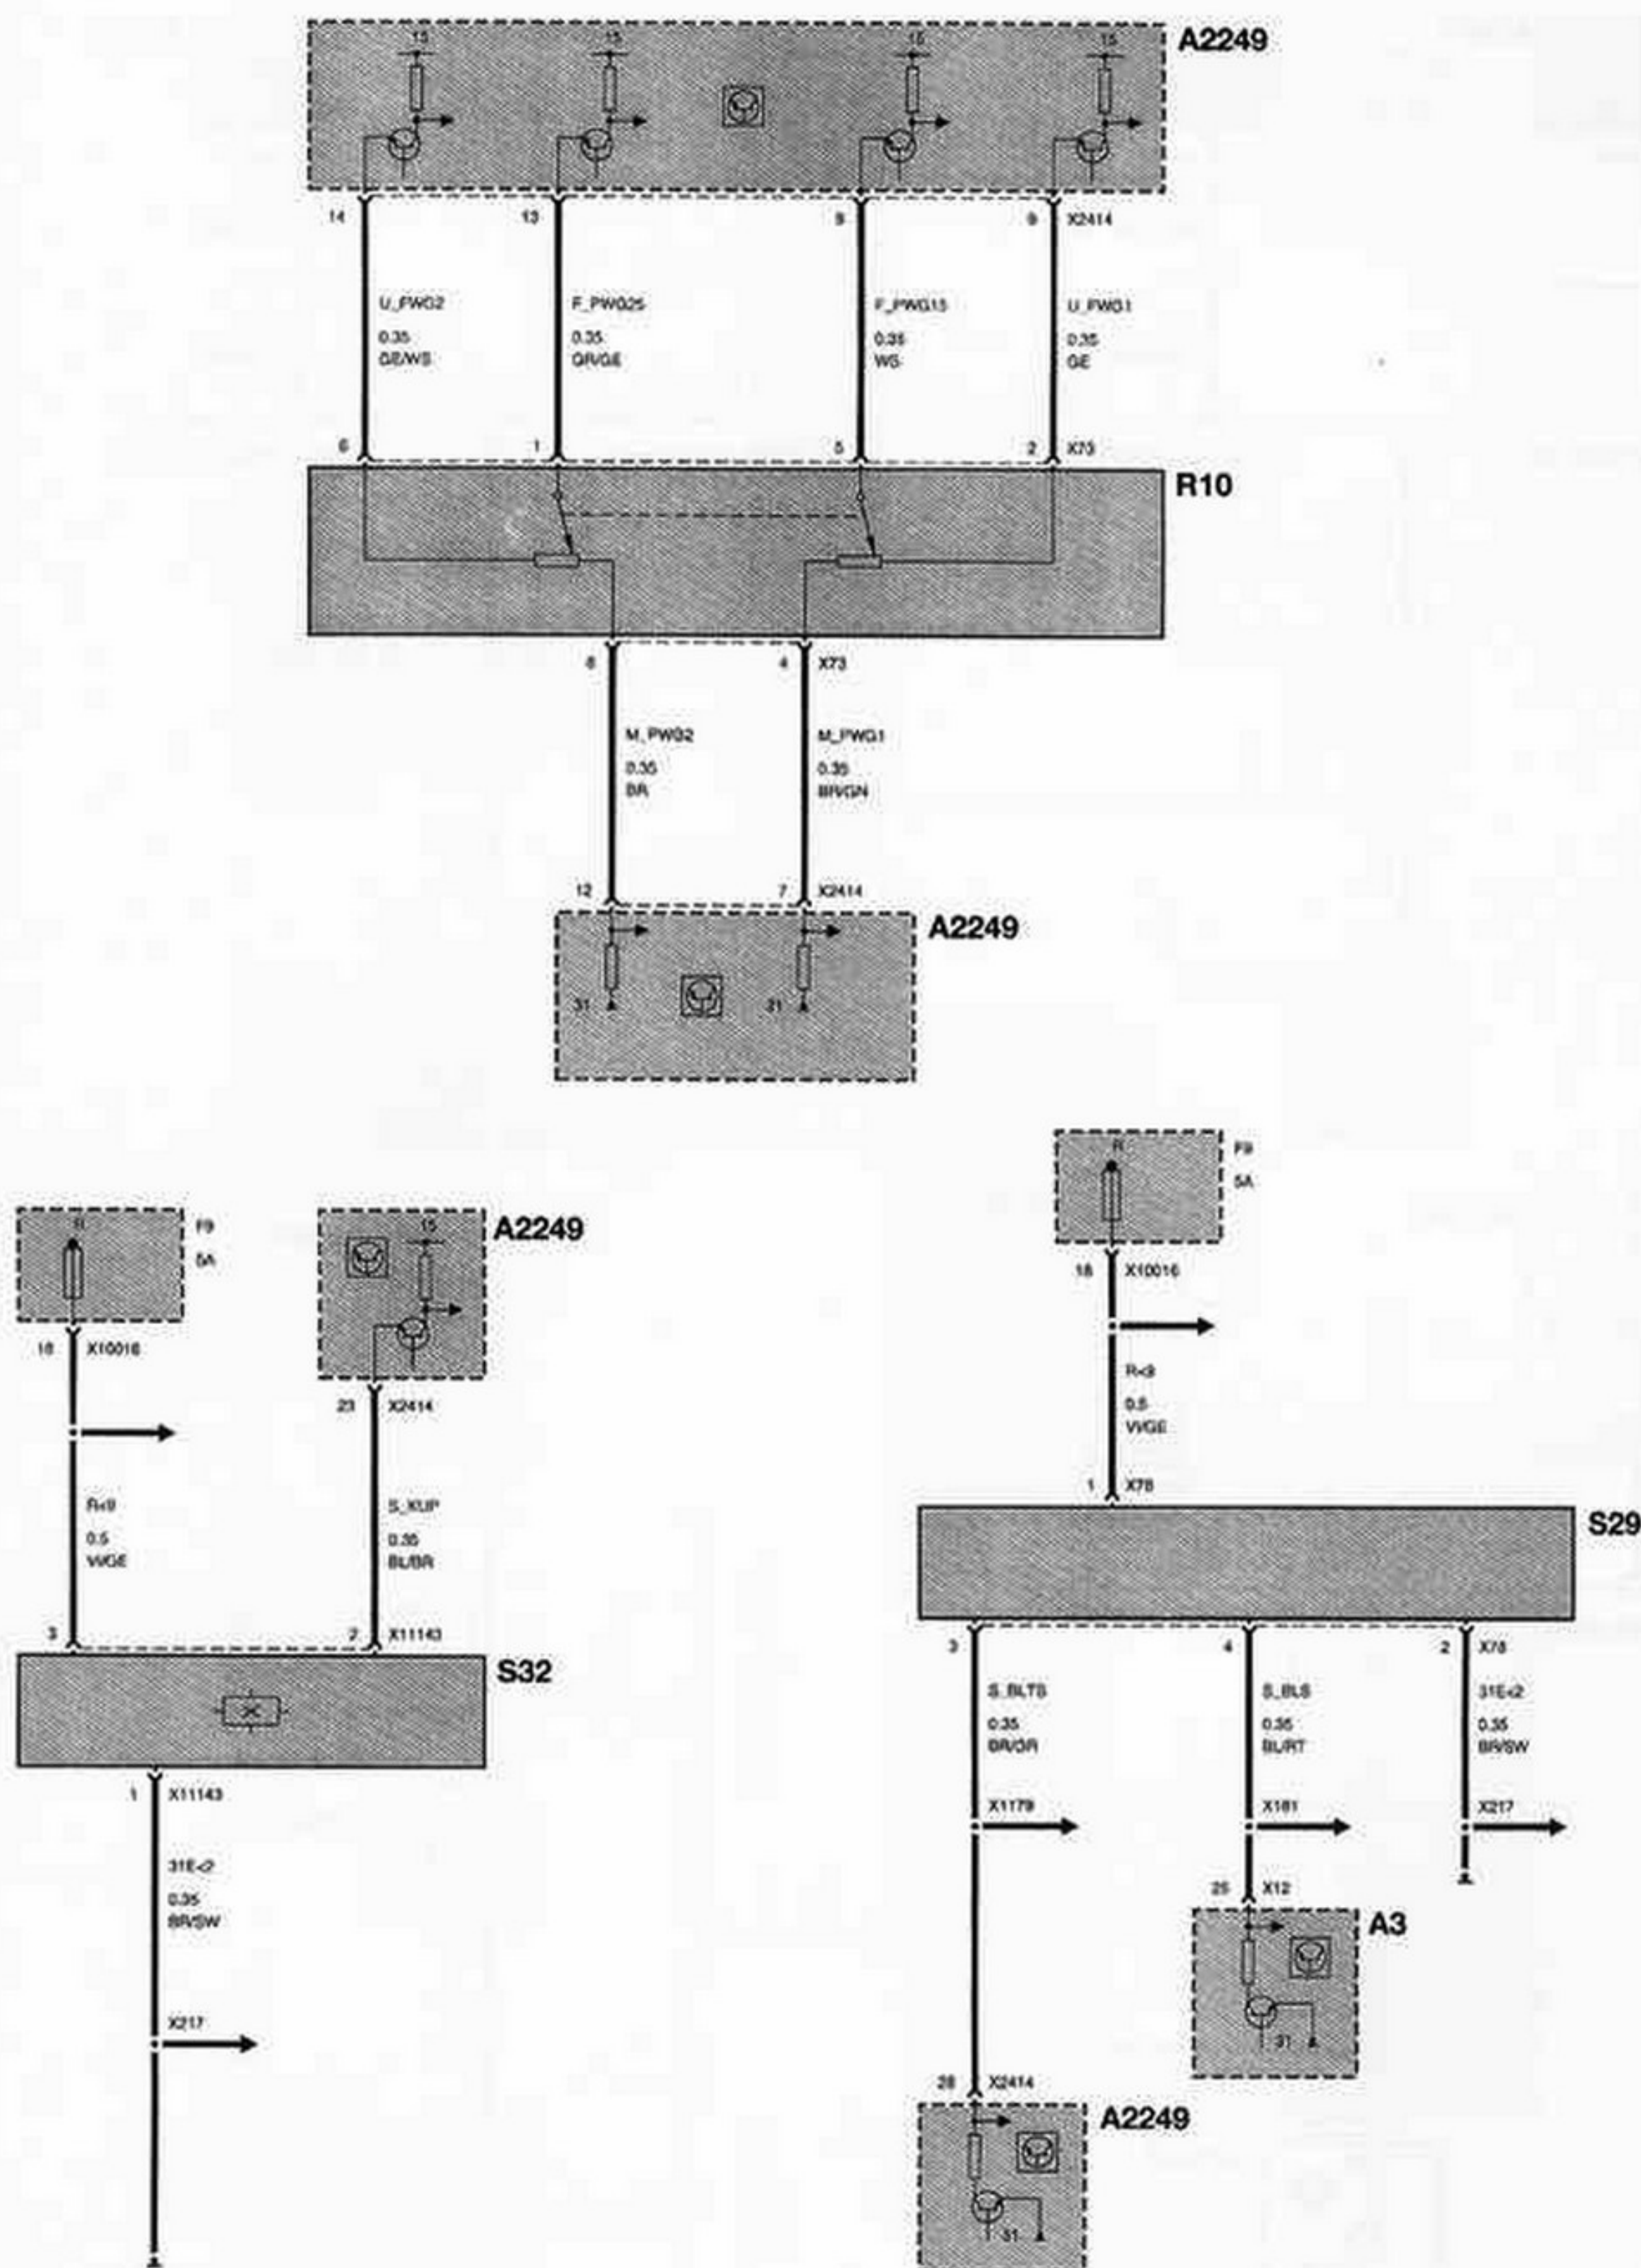 A2249
15 15 15 15
14 13 8 9 X2414
U_PWG2 F_PWG2S F_PWG1S U_PWG1
0.35 0.35 0.35 0.35
GE/WS GR/GE WS GE
6 1 5 2 X73
R10
8 4 X73
M_PWG2 M_PWG1
0.35 0.35
BR BR/GN
12 7 X2414
A2249
31 31
R F9
5A
18 X10016
R<9
0.5
VI/GE
1 X78
S29
3 4 2 X78
S_BLTS S_BLS 31E<2
0.35 0.35 0.35
BR/GR BL/RT BR/SW
X1179 X181 X217
25 X12
A3
31
28 X2414
A2249
31
R F9
5A
18 X10016
15 A2249
23 X2414
R<9 S_KUP
0.5 0.35
VI/GE BL/BR
3 2 X11143
S32
1 X11143
31E<2
0.35
BR/SW
X217